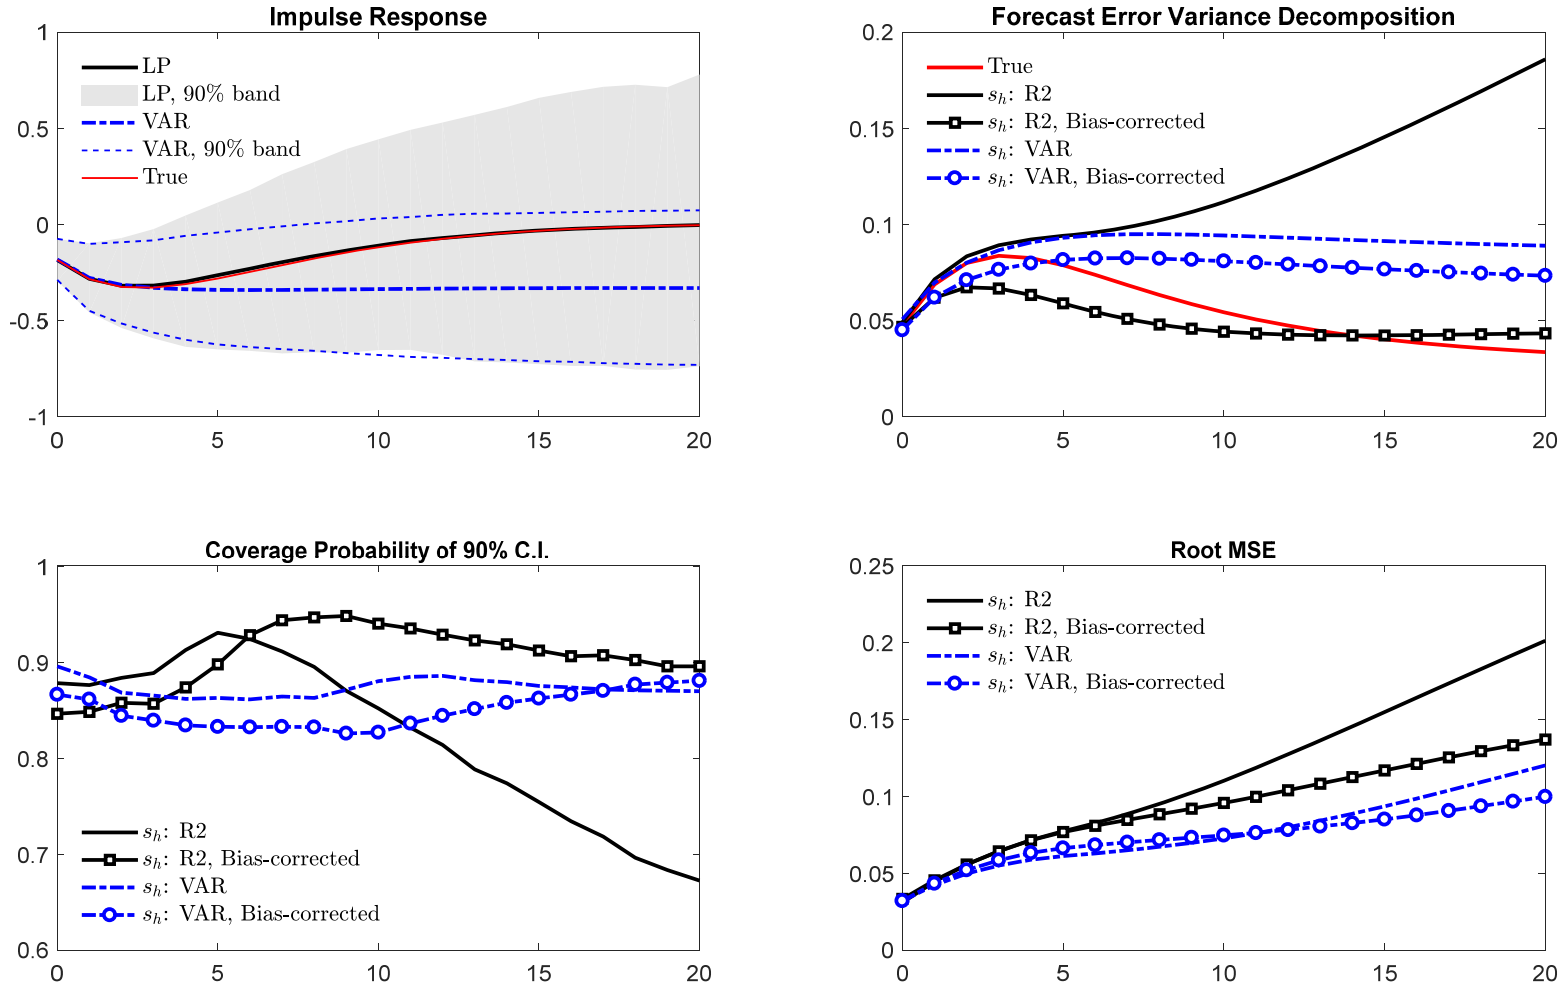 Impulse Response
1
0.5
0
-0.5
-1
LP
LP, 90% band
VAR
VAR, 90% band
True
0 5 10 15 20
Forecast Error Variance Decomposition
0.2
0.15
0.1
0.05
0
True
s_h: R2
s_h: R2, Bias-corrected
s_h: VAR
s_h: VAR, Bias-corrected
0 5 10 15 20
Coverage Probability of 90% C.I.
1
0.9
0.8
0.7
0.6
s_h: R2
s_h: R2, Bias-corrected
s_h: VAR
s_h: VAR, Bias-corrected
0 5 10 15 20
Root MSE
0.25
0.2
0.15
0.1
0.05
0
s_h: R2
s_h: R2, Bias-corrected
s_h: VAR
s_h: VAR, Bias-corrected
0 5 10 15 20